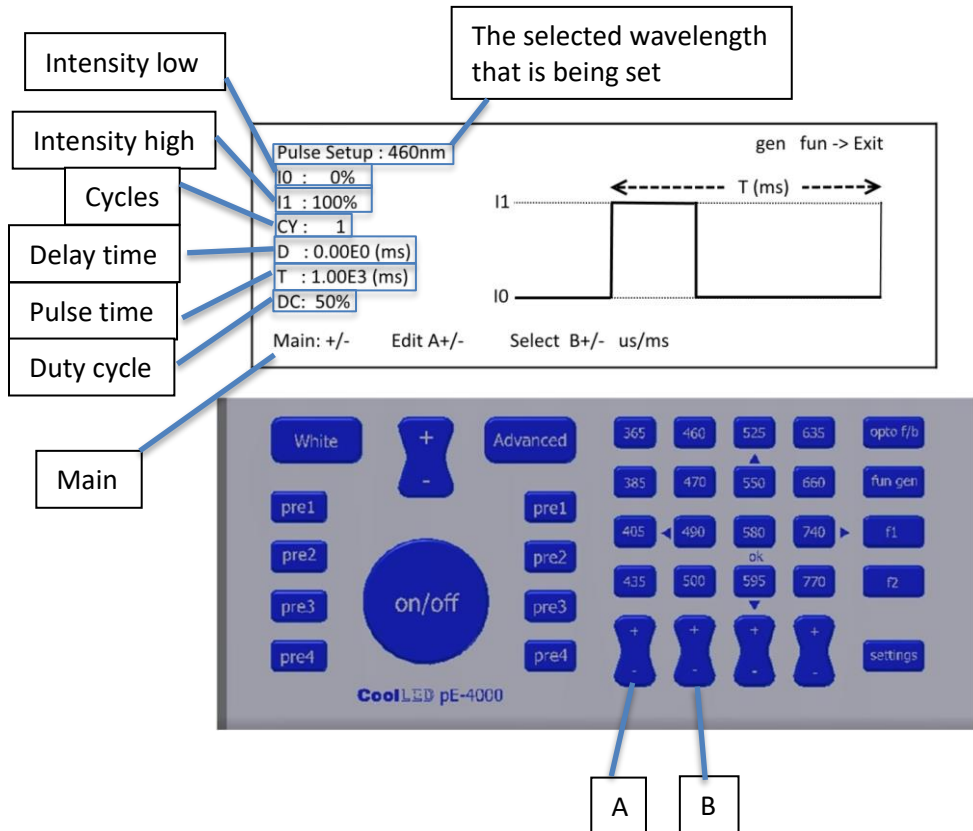 The selected wavelength
that is being set
Intensity low
Intensity high
Cycles
Delay time
Pulse time
Duty cycle
Main
Pulse Setup : 460nm
I0 : 0%
I1 : 100%
CY : 1
D : 0.00E0 (ms)
T : 1.00E3 (ms)
DC: 50%
Main: +/- Edit A+/- Select B+/- us/ms
gen fun -> Exit
T (ms)
I1
I0
White
+
-
Advanced
pre1
pre2
pre3
pre4
on/off
pre1
pre2
pre3
pre4
CoolLED pE-4000
365 460 525 635 opto f/b
385 470 550 660 fun gen
405 490 580 740 f1
ok
435 500 595 770 f2
+ + + +
- - - -
settings
A B